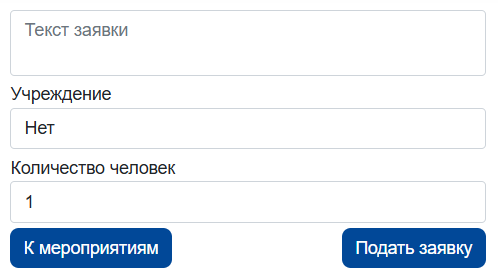 Текст заявки
Учреждение
Нет
Количество человек
1
К мероприятиям Подать заявку